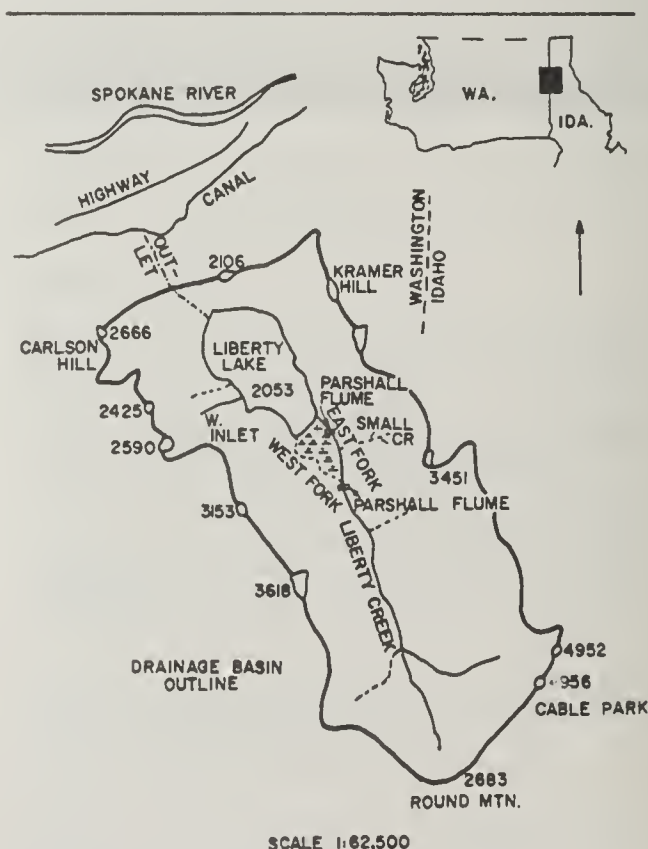 SPOKANE RIVER
WA.
IDA.
HIGHWAY
CANAL
OUT-
LET
2106
WASHINGTON
IDAHO
KRAMER
HILL
2666
CARLSON
HILL
LIBERTY
LAKE
2053
PARSHALL
FLUME
2425
W.
INLET
EAST FORK
SMALL
CR
2590
WEST FORK
3451
PARSHALL FLUME
3153
LIBERTY CREEK
3618
DRAINAGE BASIN
OUTLINE
4952
956
CABLE PARK
2683
ROUND MTN.
SCALE 1:62,500